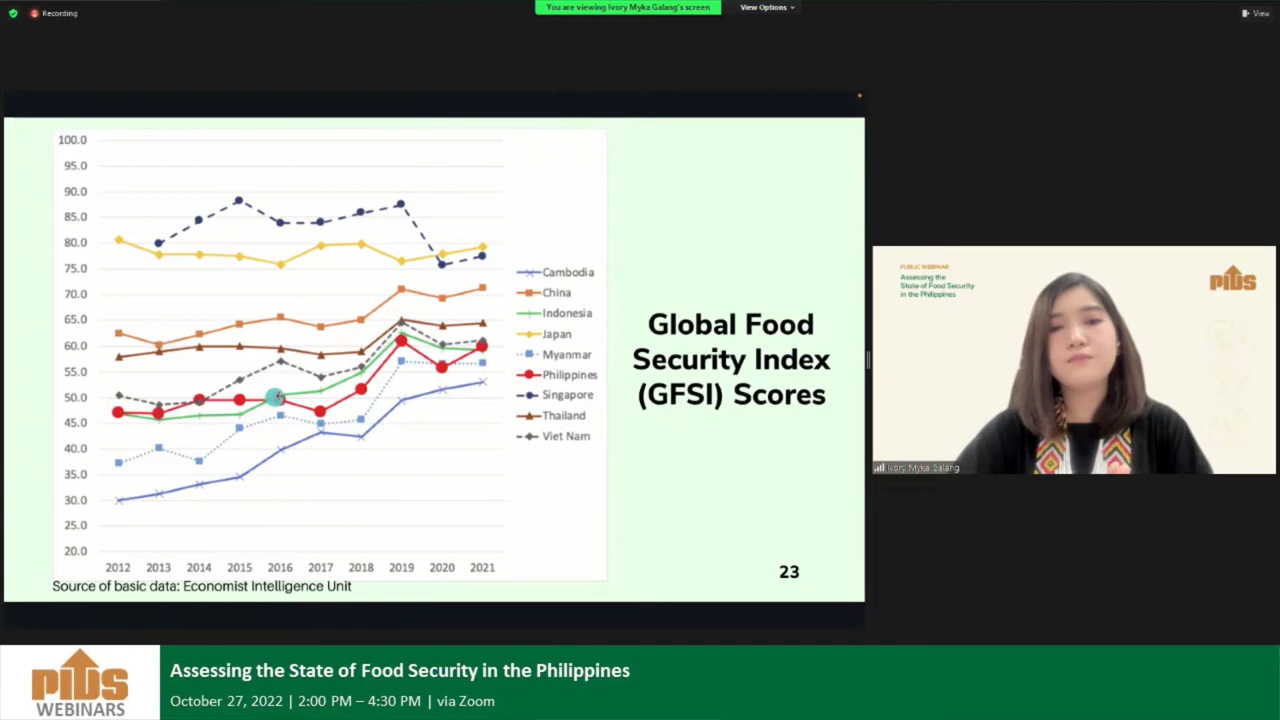 Recording
You are viewing Ivory Myka Galang's screen
View Options
View
100.0
95.0
90.0
85.0
80.0
75.0
70.0
65.0
60.0
55.0
50.0
45.0
40.0
35.0
30.0
25.0
20.0
2012 2013 2014 2015 2016 2017 2018 2019 2020 2021
Cambodia
China
Indonesia
Japan
Myanmar
Philippines
Singapore
Thailand
Viet Nam
Source of basic data: Economist Intelligence Unit
Global Food
Security Index
(GFSI) Scores
23
PUBLIC WEBINAR
Assessing the
State of Food Security
in the Philippines
PIDS
Ivory Myka Galang
PIDS
WEBINARS
Assessing the State of Food Security in the Philippines
October 27, 2022 | 2:00 PM – 4:30 PM | via Zoom